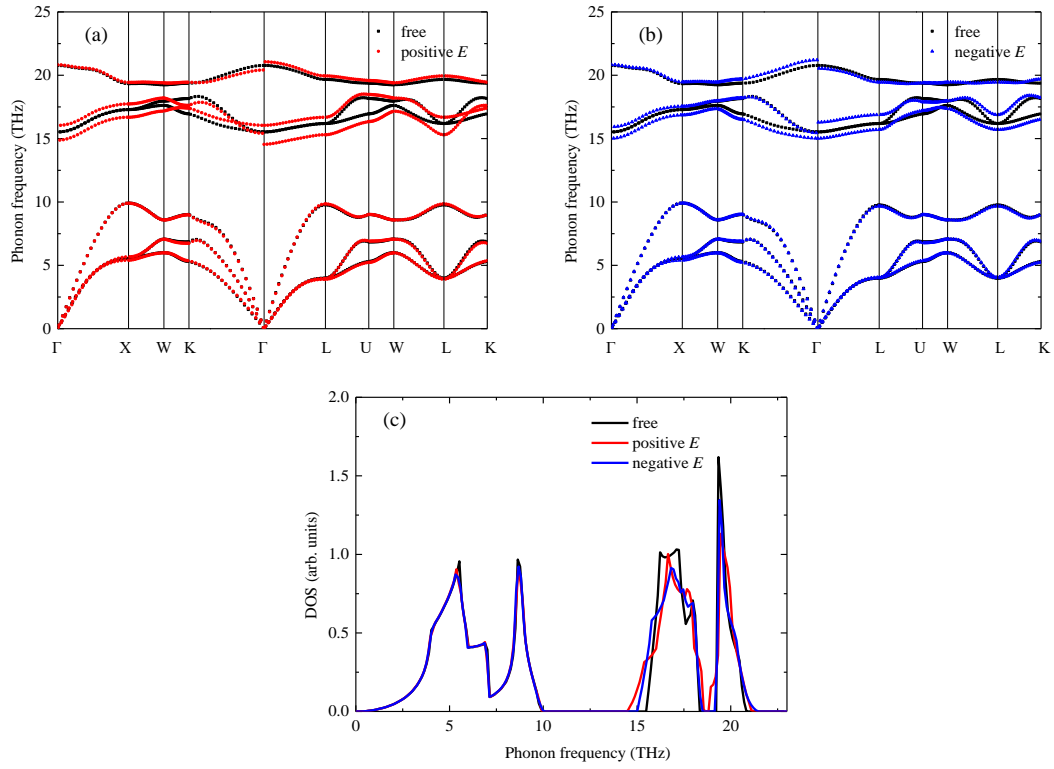 (a)
free
positive E
Phonon frequency (THz)
25
20
15
10
5
0
Γ X W K Γ L U W L K
(b)
free
negative E
Phonon frequency (THz)
25
20
15
10
5
0
Γ X W K Γ L U W L K
(c)
free
positive E
negative E
DOS (arb. units)
2.0
1.5
1.0
0.5
0.0
0 5 10 15 20
Phonon frequency (THz)